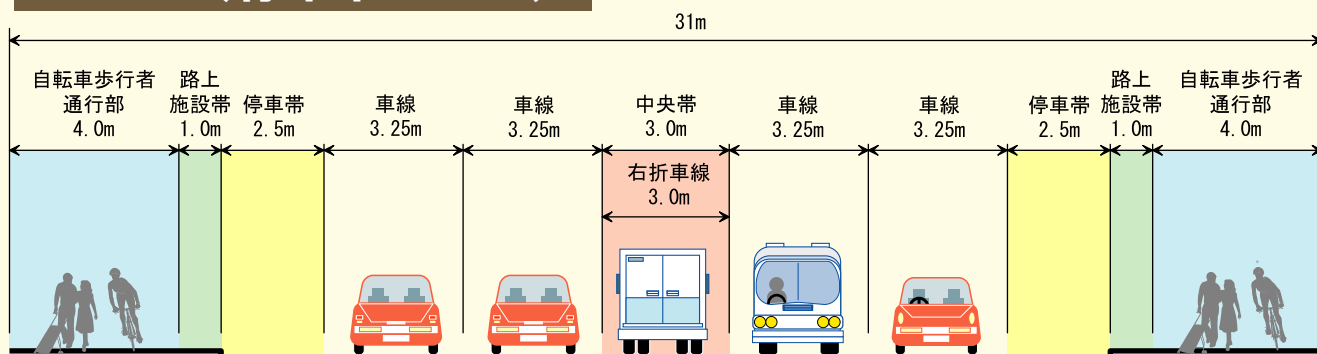 31m
自転車歩行者
通行部
4.0m
路上
施設帯
1.0m
停車帯
2.5m
車線
3.25m
車線
3.25m
中央帯
3.0m
車線
3.25m
車線
3.25m
停車帯
2.5m
路上
施設帯
1.0m
自転車歩行者
通行部
4.0m
右折車線
3.0m